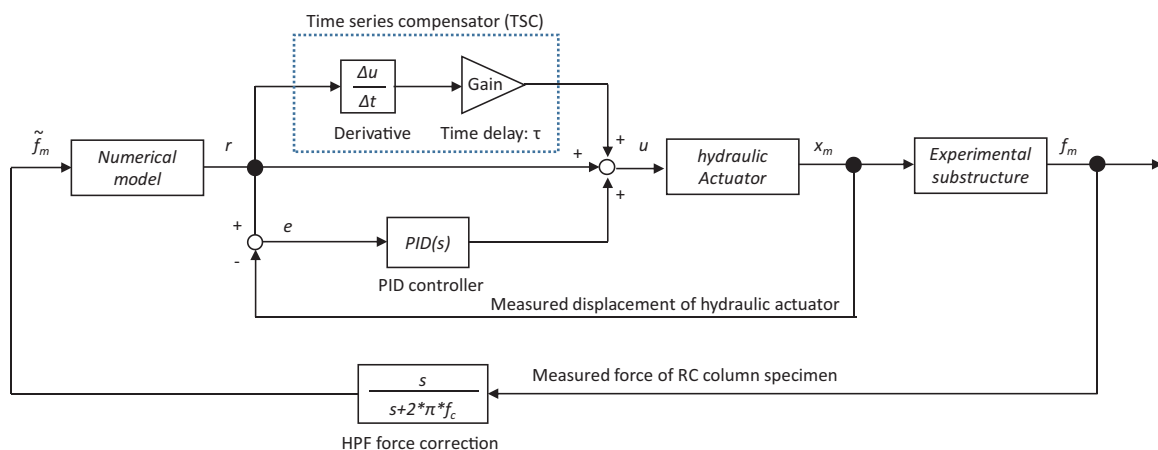 Time series compensator (TSC)
Δu
Δt
Gain
Derivative
Time delay: τ
f̃m
Numerical
model
r
+
+
+
u
hydraulic
Actuator
xm
Experimental
substructure
fm
+
-
e
PID(s)
PID controller
Measured displacement of hydraulic actuator
Measured force of RC column specimen
s
s+2*π*fc
HPF force correction